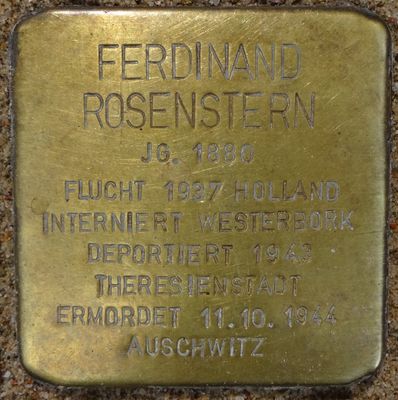 FERDINAND
ROSENSTERN
JG. 1880
FLUCHT 1937 HOLLAND
INTERNIERT WESTERBORK
DEPORTIERT 1943
THERESIENSTADT
ERMORDET 11.10.1944
AUSCHWITZ